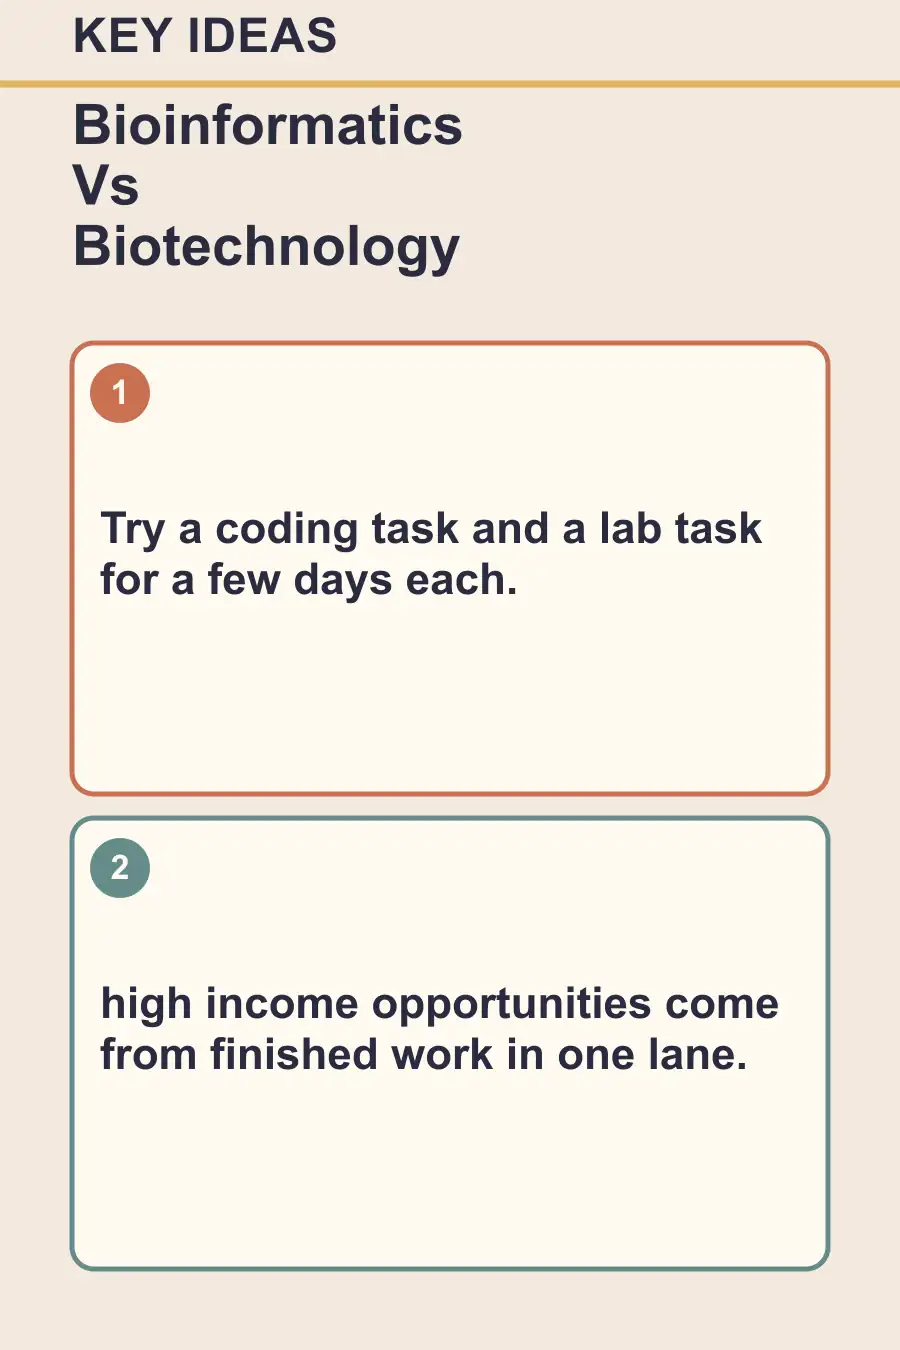 KEY IDEAS
Bioinformatics
Vs
Biotechnology
1
Try a coding task and a lab task
for a few days each.
2
high income opportunities come
from finished work in one lane.